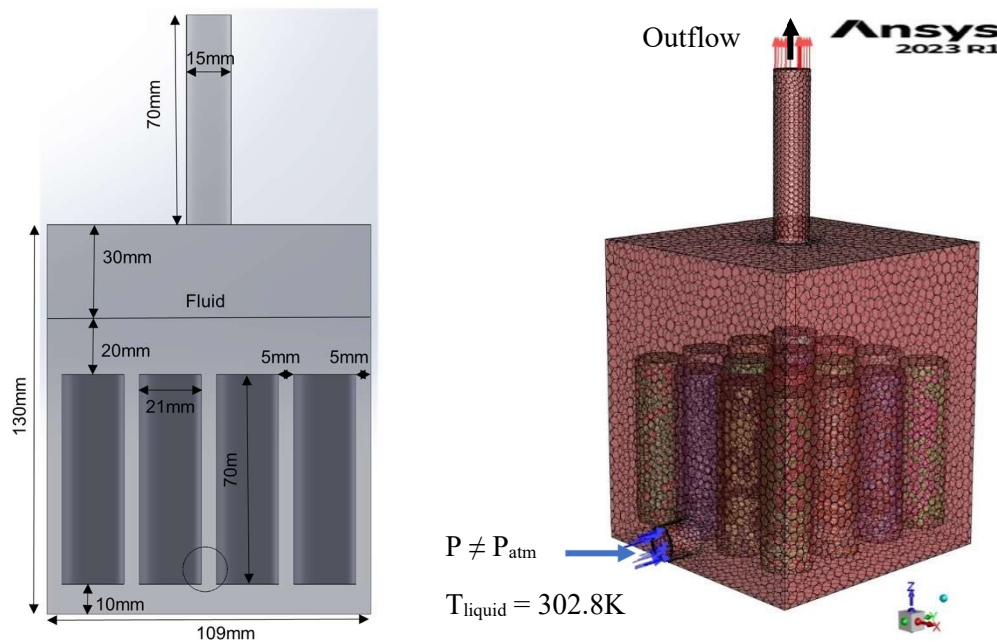 70mm
15mm
30mm
Fluid
20mm
5mm
5mm
130mm
21mm
70m
10mm
109mm
Outflow
Ansys
2023 R1
P ≠ Patm
Tliquid = 302.8K
Z
Y
X